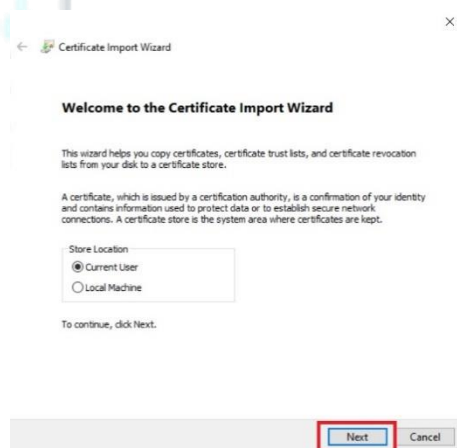 Certificate Import Wizard
Welcome to the Certificate Import Wizard
This wizard helps you copy certificates, certificate trust lists, and certificate revocation
lists from your disk to a certificate store.
A certificate, which is issued by a certification authority, is a confirmation of your identity
and contains information used to protect data or to establish secure network
connections. A certificate store is the system area where certificates are kept.
Store Location
Current User
Local Machine
To continue, click Next.
Next Cancel